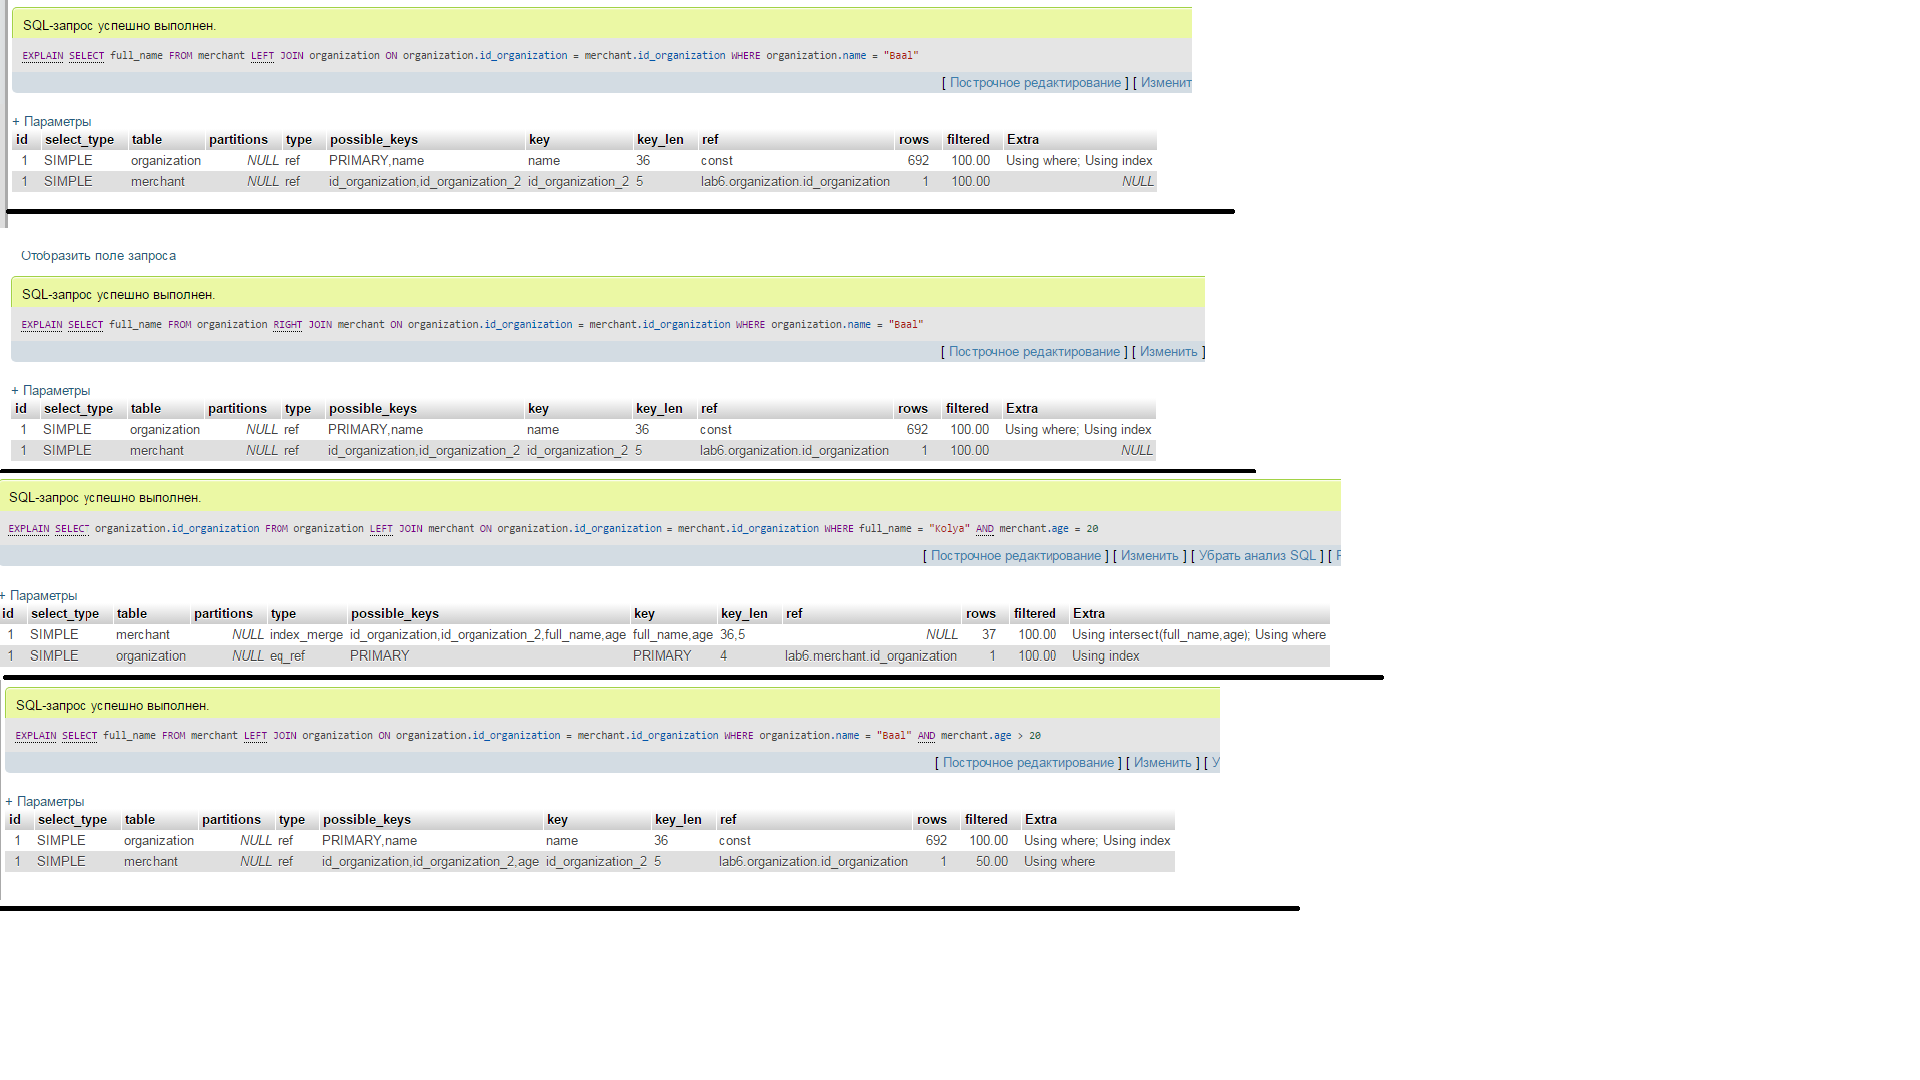 SQL-запрос успешно выполнен.
EXPLAIN SELECT full_name FROM merchant LEFT JOIN organization ON organization.id_organization = merchant.id_organization WHERE organization.name = "Baal"
[ Построчное редактирование ] [ Изменит
+ Параметры
id select_type table partitions type possible_keys key key_len ref rows filtered Extra
1 SIMPLE organization NULL ref PRIMARY,name name 36 const 692 100.00 Using where; Using index
1 SIMPLE merchant NULL ref id_organization,id_organization_2 id_organization_2 5 lab6.organization.id_organization 1 100.00 NULL
Отобразить поле запроса
SQL-запрос успешно выполнен.
EXPLAIN SELECT full_name FROM organization RIGHT JOIN merchant ON organization.id_organization = merchant.id_organization WHERE organization.name = "Baal"
[ Построчное редактирование ] [ Изменить ]
+ Параметры
id select_type table partitions type possible_keys key key_len ref rows filtered Extra
1 SIMPLE organization NULL ref PRIMARY,name name 36 const 692 100.00 Using where; Using index
1 SIMPLE merchant NULL ref id_organization,id_organization_2 id_organization_2 5 lab6.organization.id_organization 1 100.00 NULL
SQL-запрос успешно выполнен.
EXPLAIN SELECT organization.id_organization FROM organization LEFT JOIN merchant ON organization.id_organization = merchant.id_organization WHERE full_name = "Kolya" AND merchant.age = 20
[ Построчное редактирование ] [ Изменить ] [ Убрать анализ SQL ] [
+ Параметры
id select_type table partitions type possible_keys key key_len ref rows filtered Extra
1 SIMPLE merchant NULL index_merge id_organization,id_organization_2,full_name,age full_name,age 36,5 NULL 37 100.00 Using intersect(full_name,age); Using where
1 SIMPLE organization NULL eq_ref PRIMARY PRIMARY 4 lab6.merchant.id_organization 1 100.00 Using index
SQL-запрос успешно выполнен.
EXPLAIN SELECT full_name FROM merchant LEFT JOIN organization ON organization.id_organization = merchant.id_organization WHERE organization.name = "Baal" AND merchant.age > 20
[ Построчное редактирование ] [ Изменить ] [ У
+ Параметры
id select_type table partitions type possible_keys key key_len ref rows filtered Extra
1 SIMPLE organization NULL ref PRIMARY,name name 36 const 692 100.00 Using where; Using index
1 SIMPLE merchant NULL ref id_organization,id_organization_2,age id_organization_2 5 lab6.organization.id_organization 1 50.00 Using where